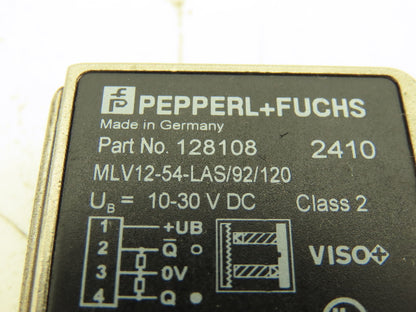 PEPPERL+FUCHS
Made in Germany
Part No. 128108 2410
MLV12-54-LAS/92/120
UB = 10-30 V DC Class 2
1 +UB
2 Q̅
3 0V
4 Q
VISO+